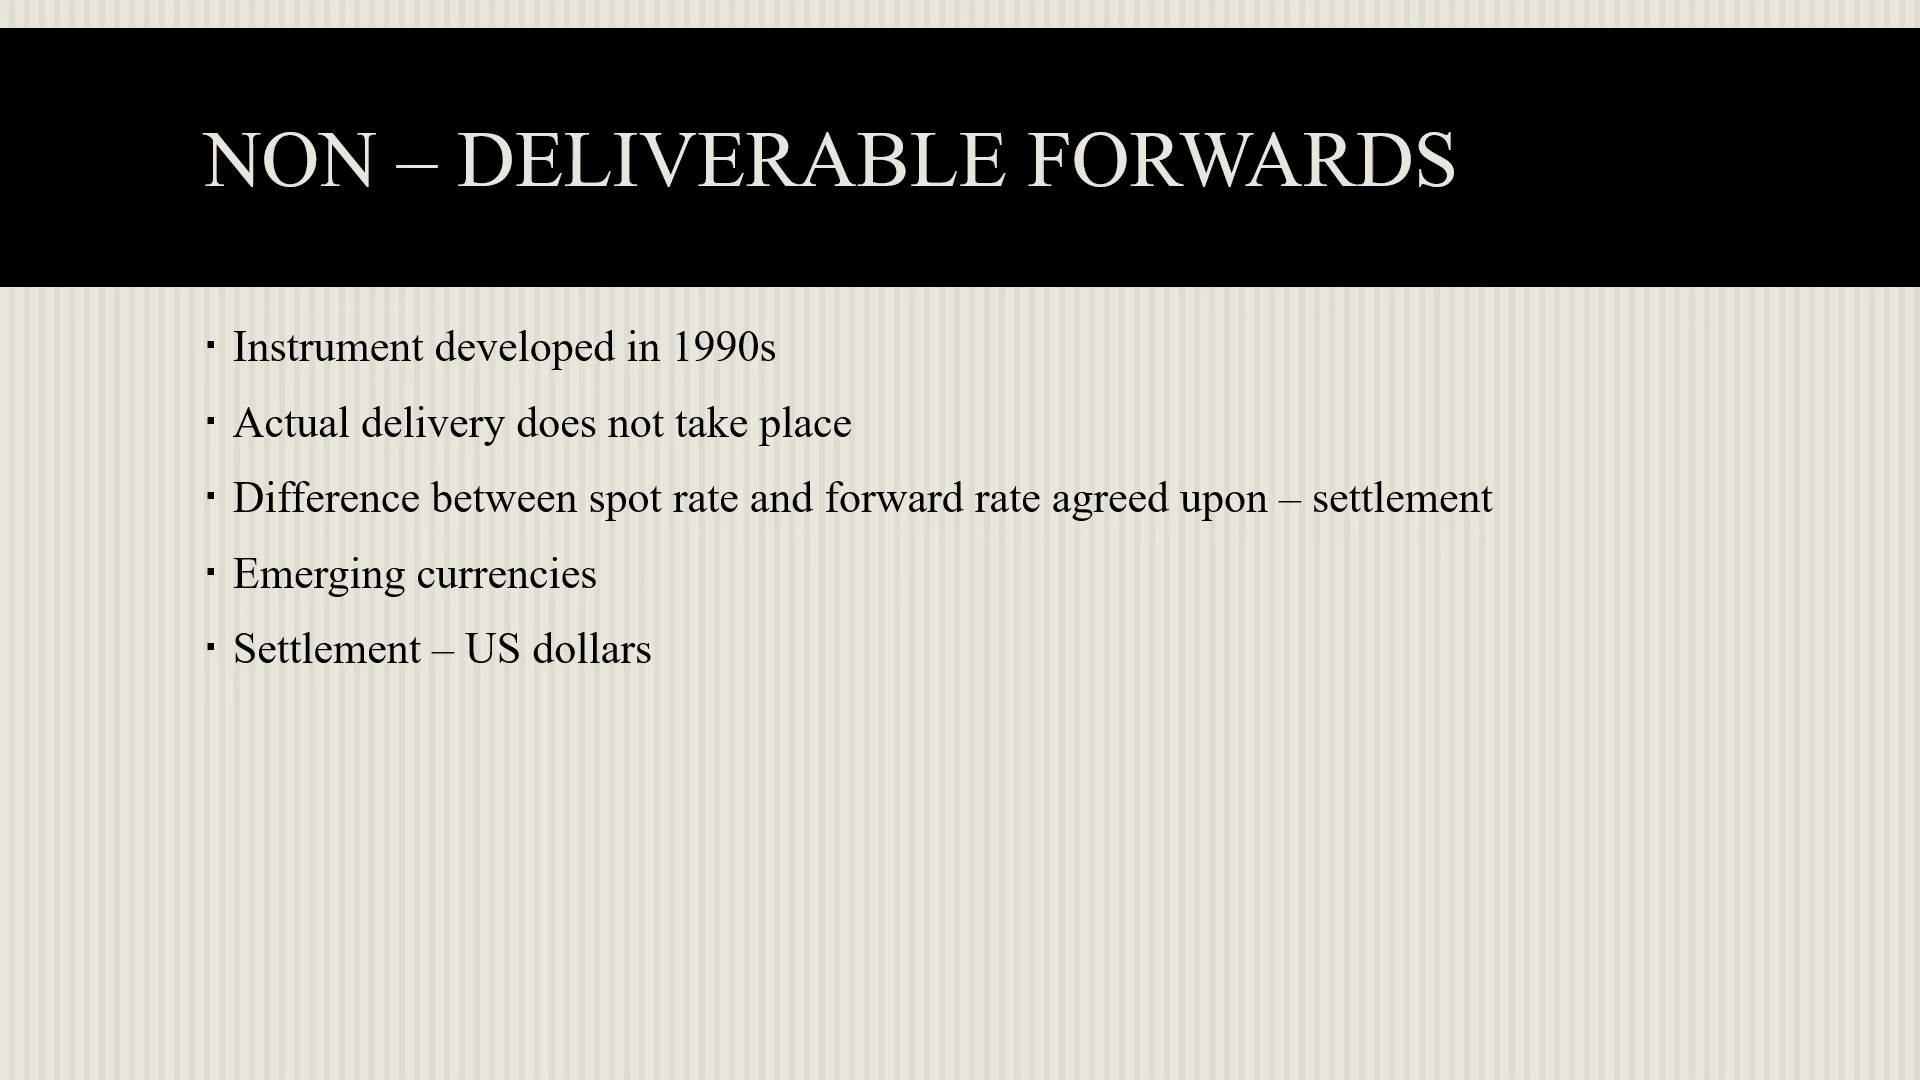 NON – DELIVERABLE FORWARDS
▪ Instrument developed in 1990s
▪ Actual delivery does not take place
▪ Difference between spot rate and forward rate agreed upon – settlement
▪ Emerging currencies
▪ Settlement – US dollars